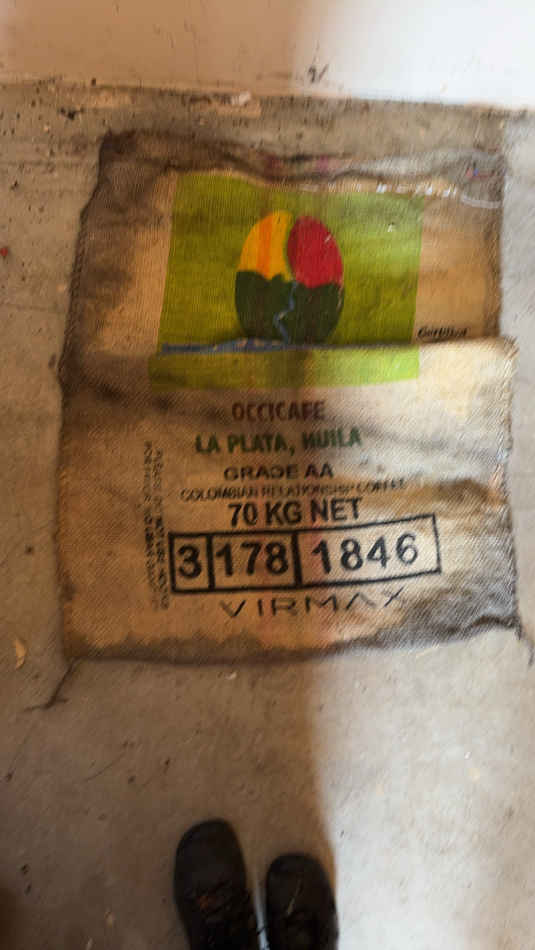 OCCICAFE
LA PLATA, HUILA
GRADE AA
COLOMBIAN RELATIONSHIP COFFEE
70 KG NET
3 178 1846
VIRMAX